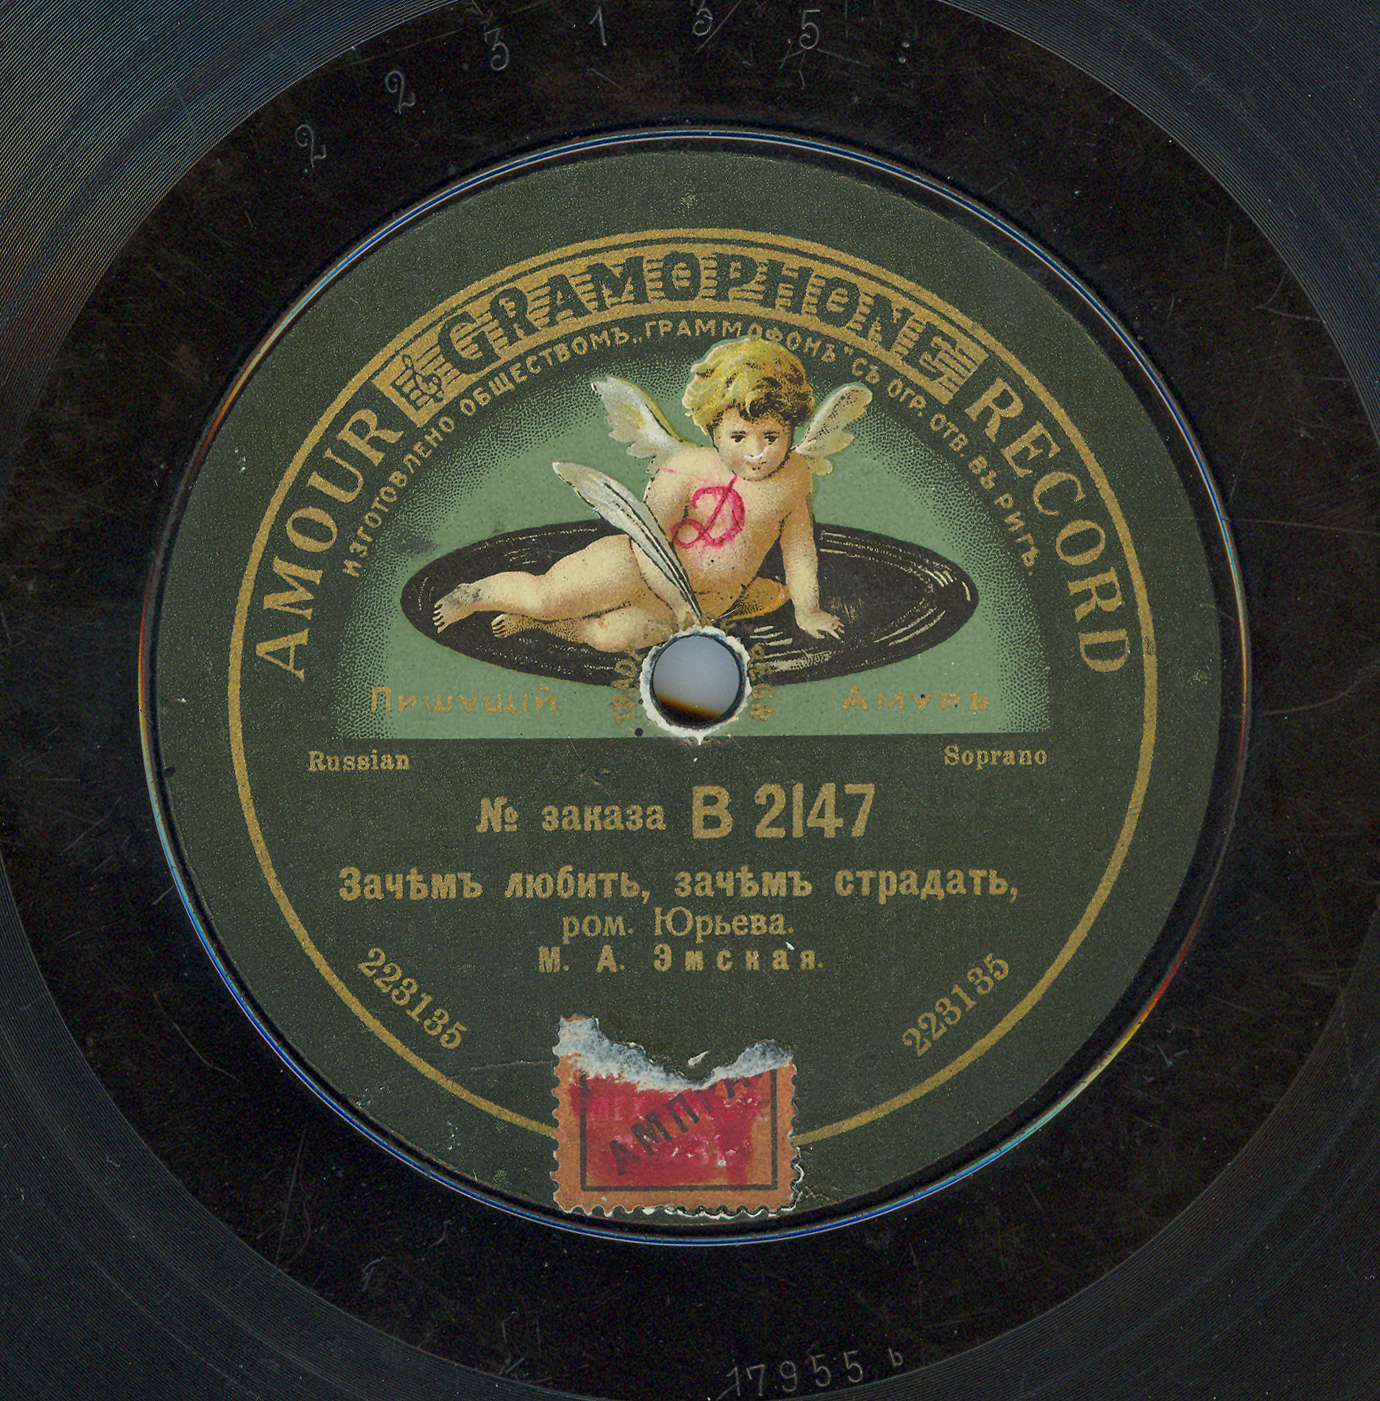 2 2 3 1 3 5
AMOUR GRAMOPHONE RECORD
ИЗГОТОВЛЕНО ОБЩЕСТВОМЪ „ГРАММОФОНЪ" СЪ ОГР. ОТВ. ВЪ РИГѢ.
D
Пишущій Амуръ
Russian Soprano
№ заказа B 2147
Зачѣмъ любить, зачѣмъ страдать,
ром. Юрьева.
М. А. Эмская.
223135 223135
17955 b